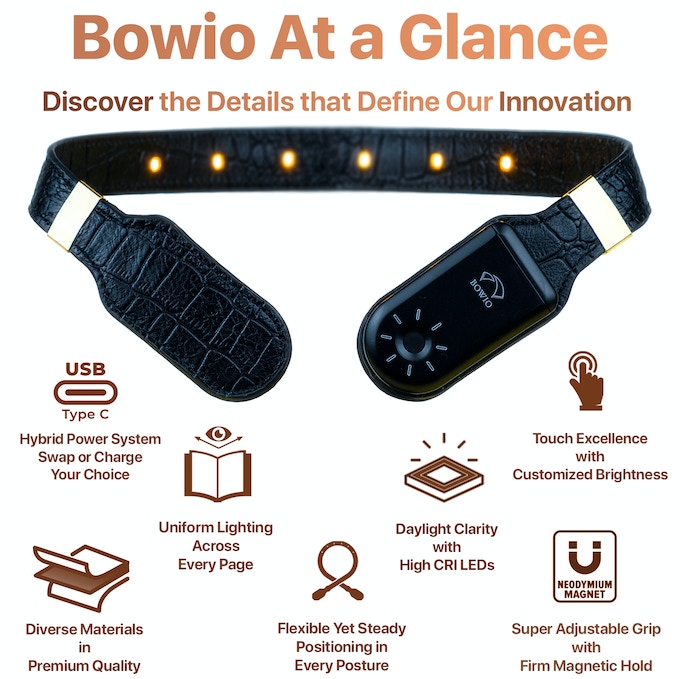 Bowio At a Glance
Discover the Details that Define Our Innovation
BOWIO
USB
Type C
Hybrid Power System
Swap or Charge
Your Choice
Touch Excellence
with
Customized Brightness
Uniform Lighting
Across
Every Page
Daylight Clarity
with
High CRI LEDs
NEODYMIUM
MAGNET
Diverse Materials
in
Premium Quality
Flexible Yet Steady
Positioning in
Every Posture
Super Adjustable Grip
with
Firm Magnetic Hold